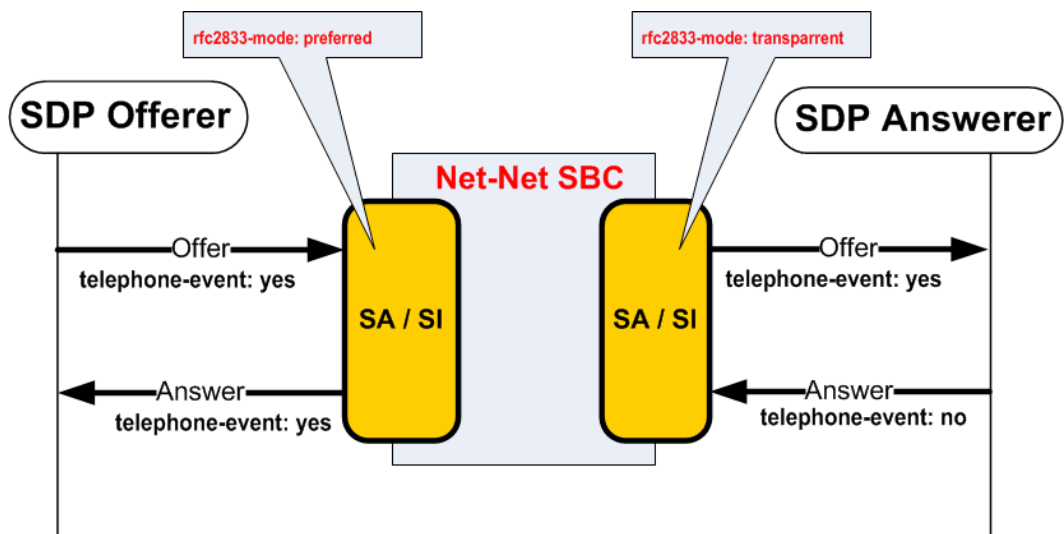 rfc2833-mode: preferred
rfc2833-mode: transparrent
SDP Offerer
SDP Answerer
Net-Net SBC
Offer
telephone-event: yes
Offer
telephone-event: yes
SA / SI
SA / SI
Answer
telephone-event: yes
Answer
telephone-event: no